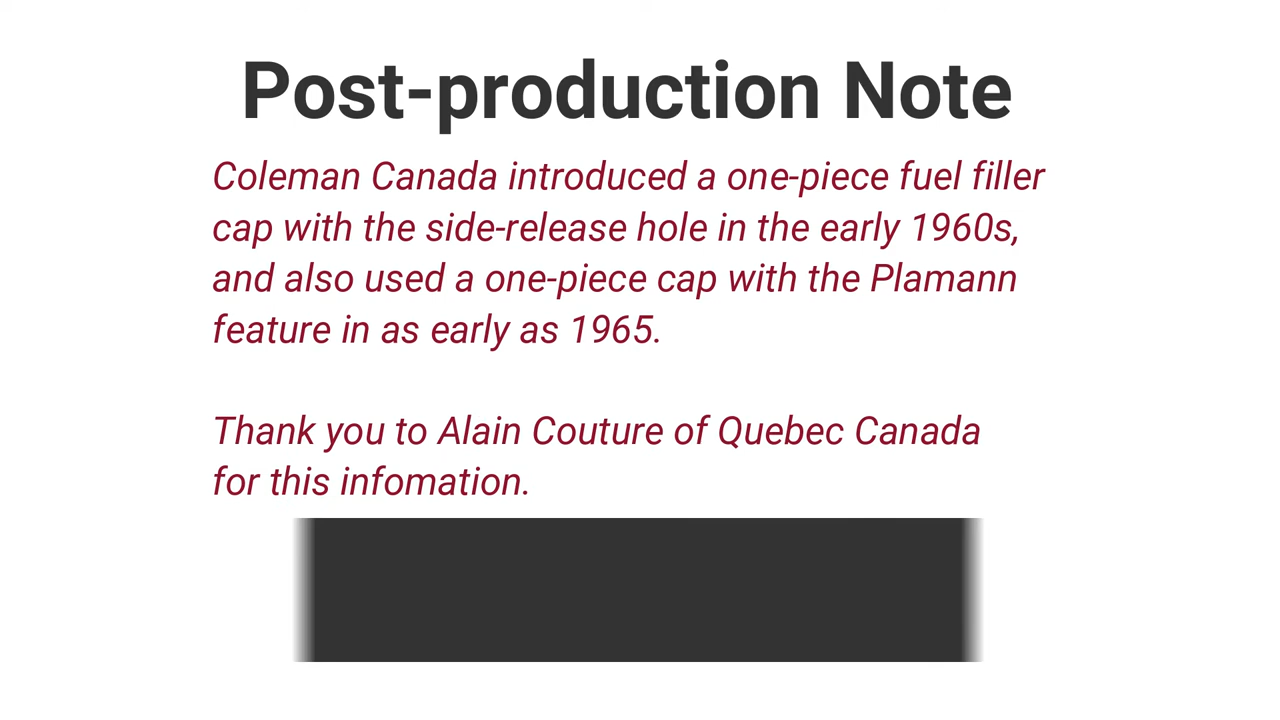 Post-production Note
Coleman Canada introduced a one-piece fuel filler
cap with the side-release hole in the early 1960s,
and also used a one-piece cap with the Plamann
feature in as early as 1965.
Thank you to Alain Couture of Quebec Canada
for this infomation.